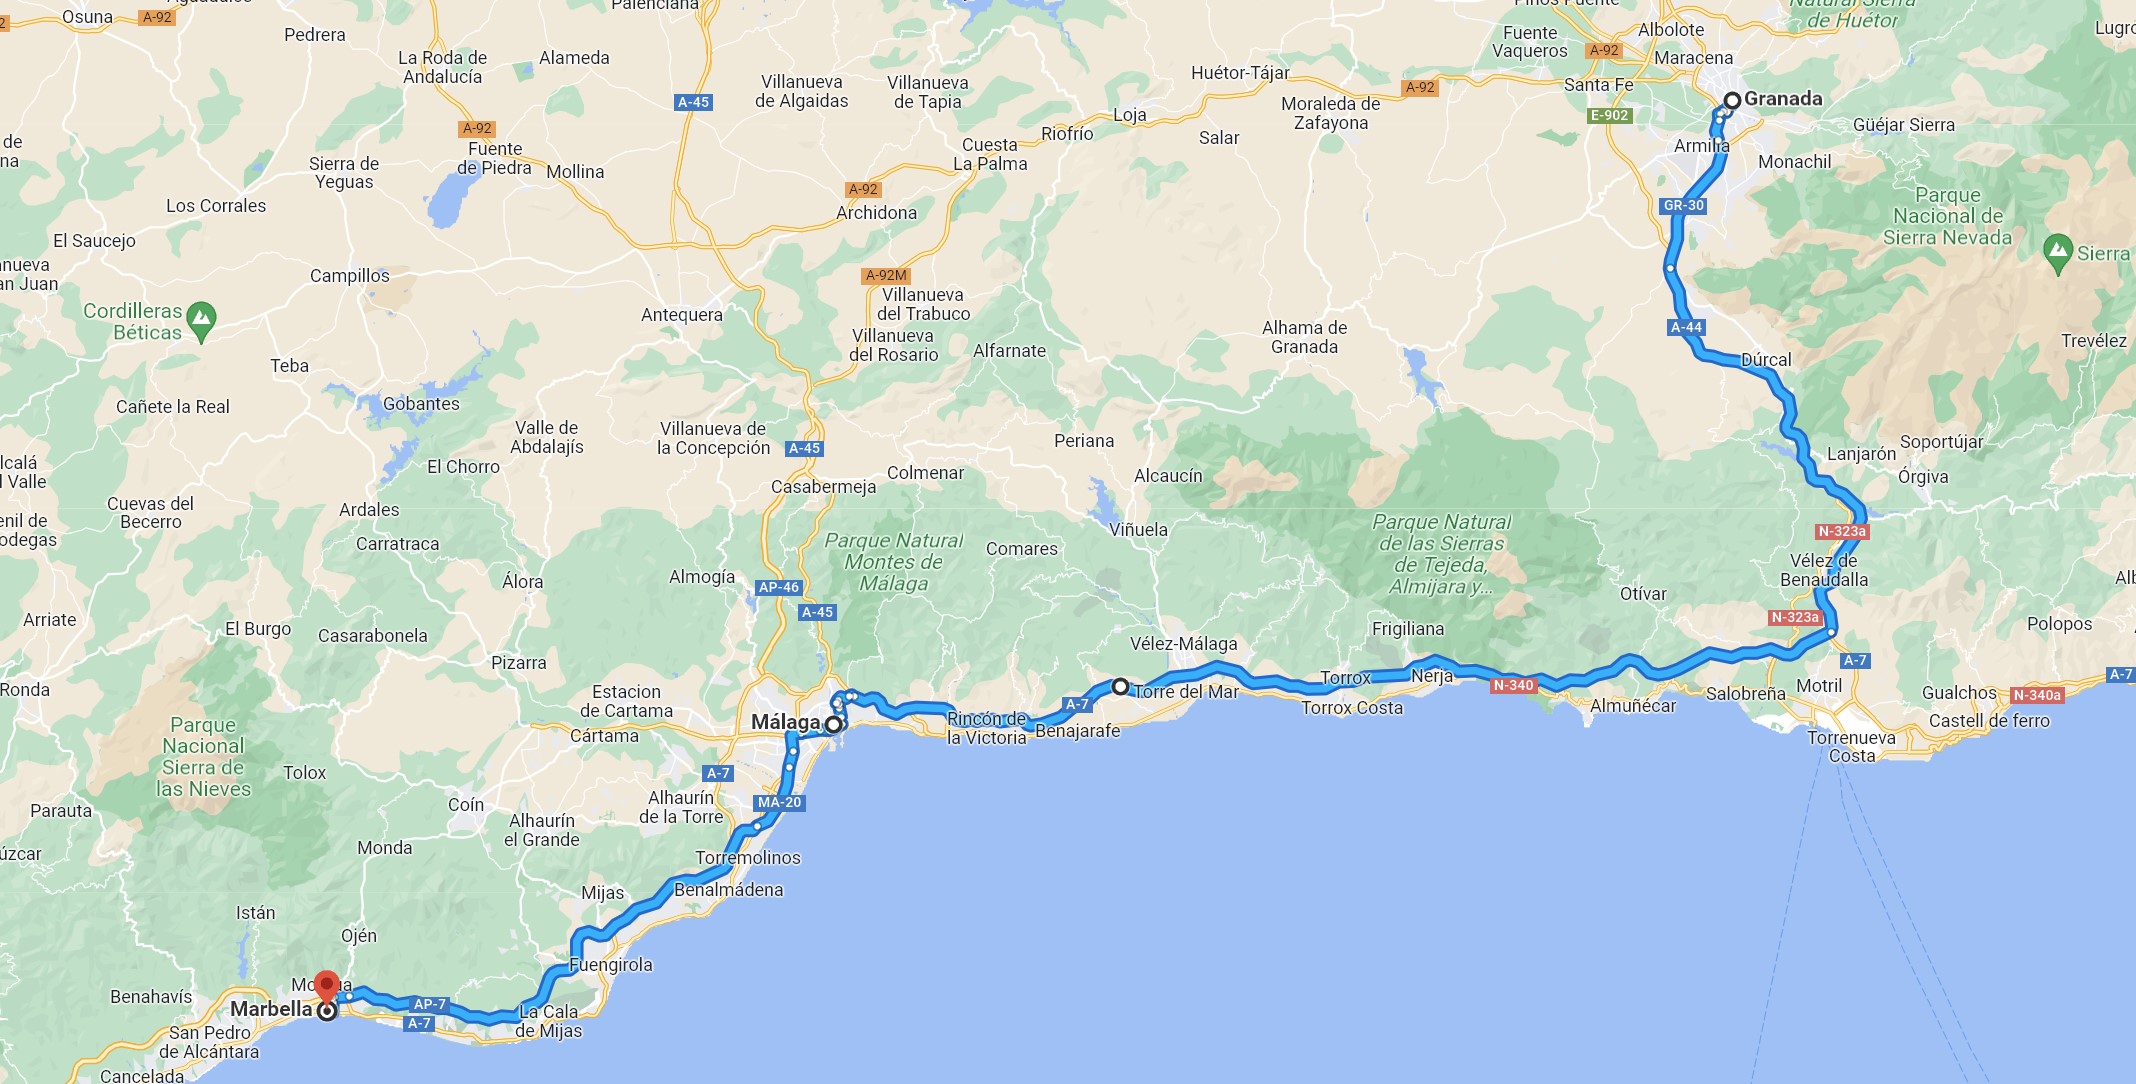 Osuna
A-92
Aguadulce
Pedrera
La Roda de
Andalucía
Alameda
Palenciana
A-45
Villanueva
de Algaidas
Villanueva
de Tapia
Huétor-Tájar
A-92
Pinos Puente
Fuente
Vaqueros
A-92
Albolote
Maracena
Santa Fe
Natural Sierra
de Huétor
Granada
E-902
Armilla
Güéjar Sierra
Monachil
Moraleda de
Zafayona
Loja
Riofrío
Salar
Cuesta
La Palma
A-92
Archidona
A-92
Fuente
de Piedra
Mollina
Sierra de
Yeguas
Los Corrales
El Saucejo
Campillos
Cordilleras
Béticas
Teba
Cañete la Real
Gobantes
Antequera
A-92M
Villanueva
del Trabuco
Villanueva
del Rosario
Alfarnate
Alhama de
Granada
GR-30
Parque
Nacional de
Sierra Nevada
Sierra
A-44
Dúrcal
Trevélez
Valle de
Abdalajís
Villanueva de
la Concepción
A-45
Casabermeja
Colmenar
Periana
Alcaucín
Viñuela
El Chorro
Cuevas del
Becerro
Ardales
Carratraca
Álora
Almogía
AP-46
A-45
Parque Natural
Montes de
Málaga
Comares
Parque Natural
de las Sierras
de Tejeda,
Almijara y...
Lanjarón
Soportújar
Órgiva
N-323a
Vélez de
Benaudalla
N-323a
Otívar
Arriate
El Burgo
Casarabonela
Pizarra
Ronda
Vélez-Málaga
Frigiliana
Polopos
A-7
A-7
Estacion
de Cartama
Cártama
Málaga
Rincón de
la Victoria
Benajarafe
A-7
Torre del Mar
Torrox
Torrox Costa
Nerja
N-340
Almuñécar
Salobreña
Motril
Gualchos
N-340a
Castell de ferro
Torrenueva
Costa
Parque
Nacional
Sierra de
las Nieves
Tolox
Parauta
Coín
A-7
MA-20
Alhaurín
de la Torre
Alhaurín
el Grande
Monda
Torremolinos
Benalmádena
Mijas
Istán
Ojén
Fuengirola
Benahavís
Marbella
AP-7
A-7
La Cala
de Mijas
San Pedro
de Alcántara
Cancelada